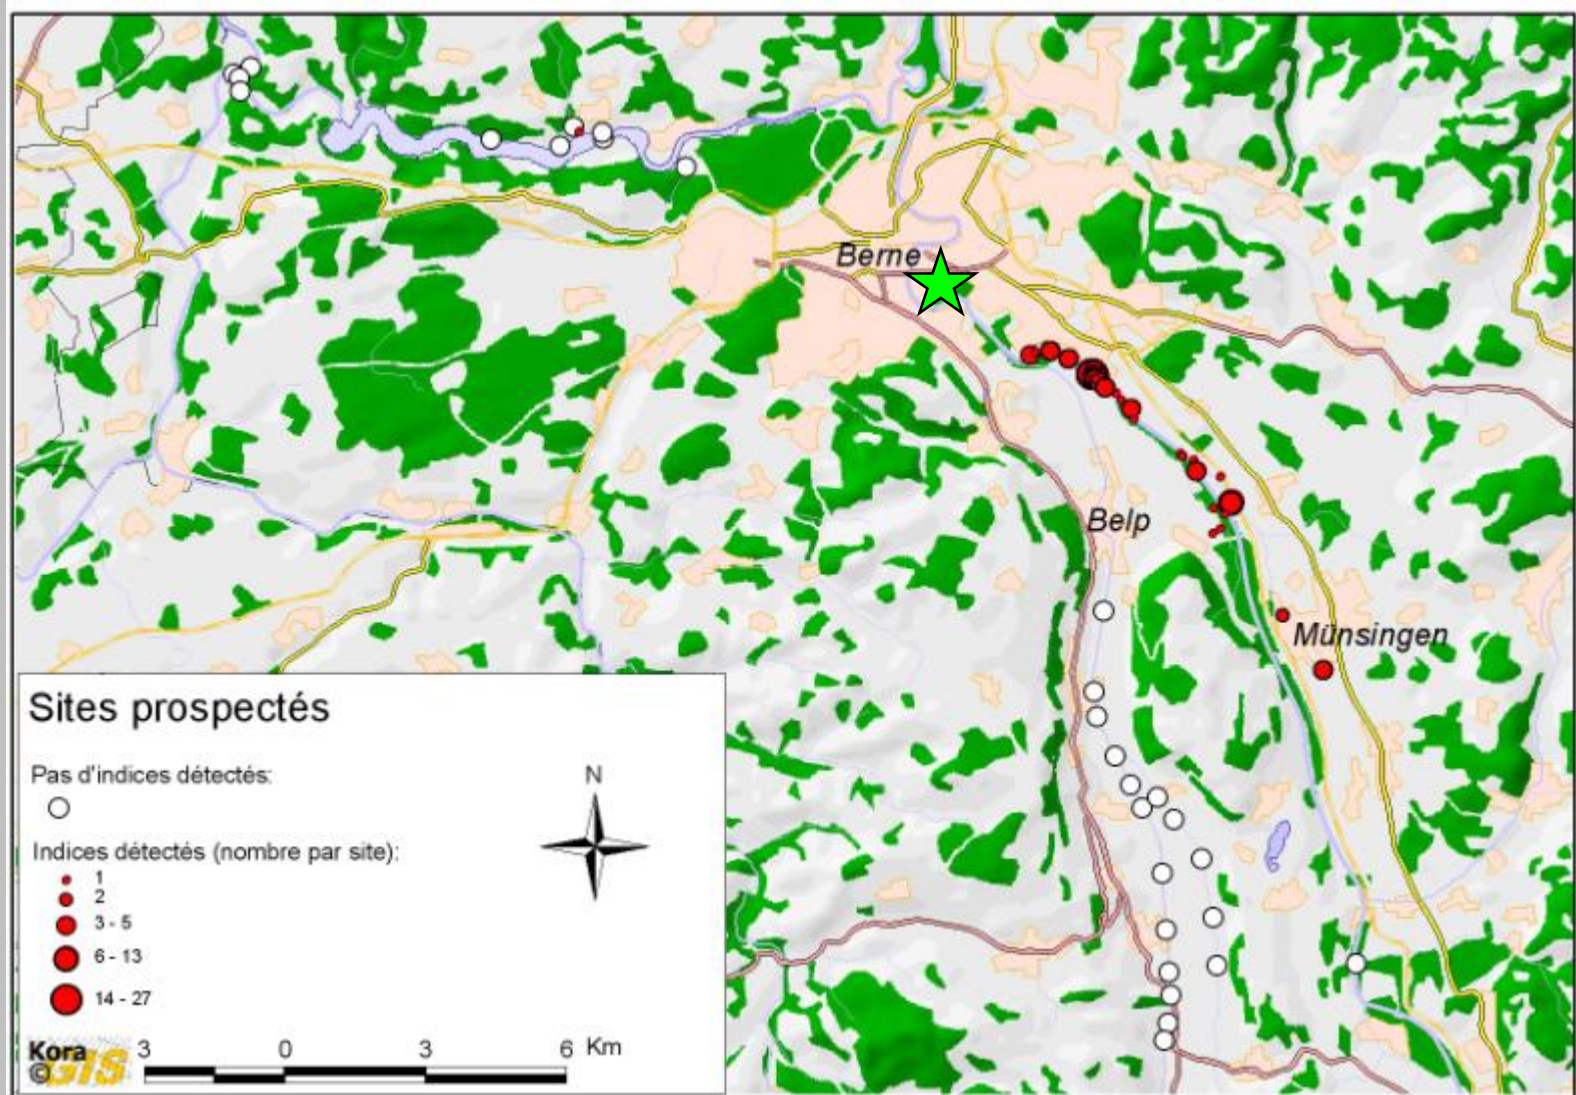 Berne
Belp
Münsingen
Sites prospectés
Pas d'indices détectés:
N
Indices détectés (nombre par site):
1
2
3 - 5
6 - 13
14 - 27
Kora
© GIS
3 0 3 6 Km